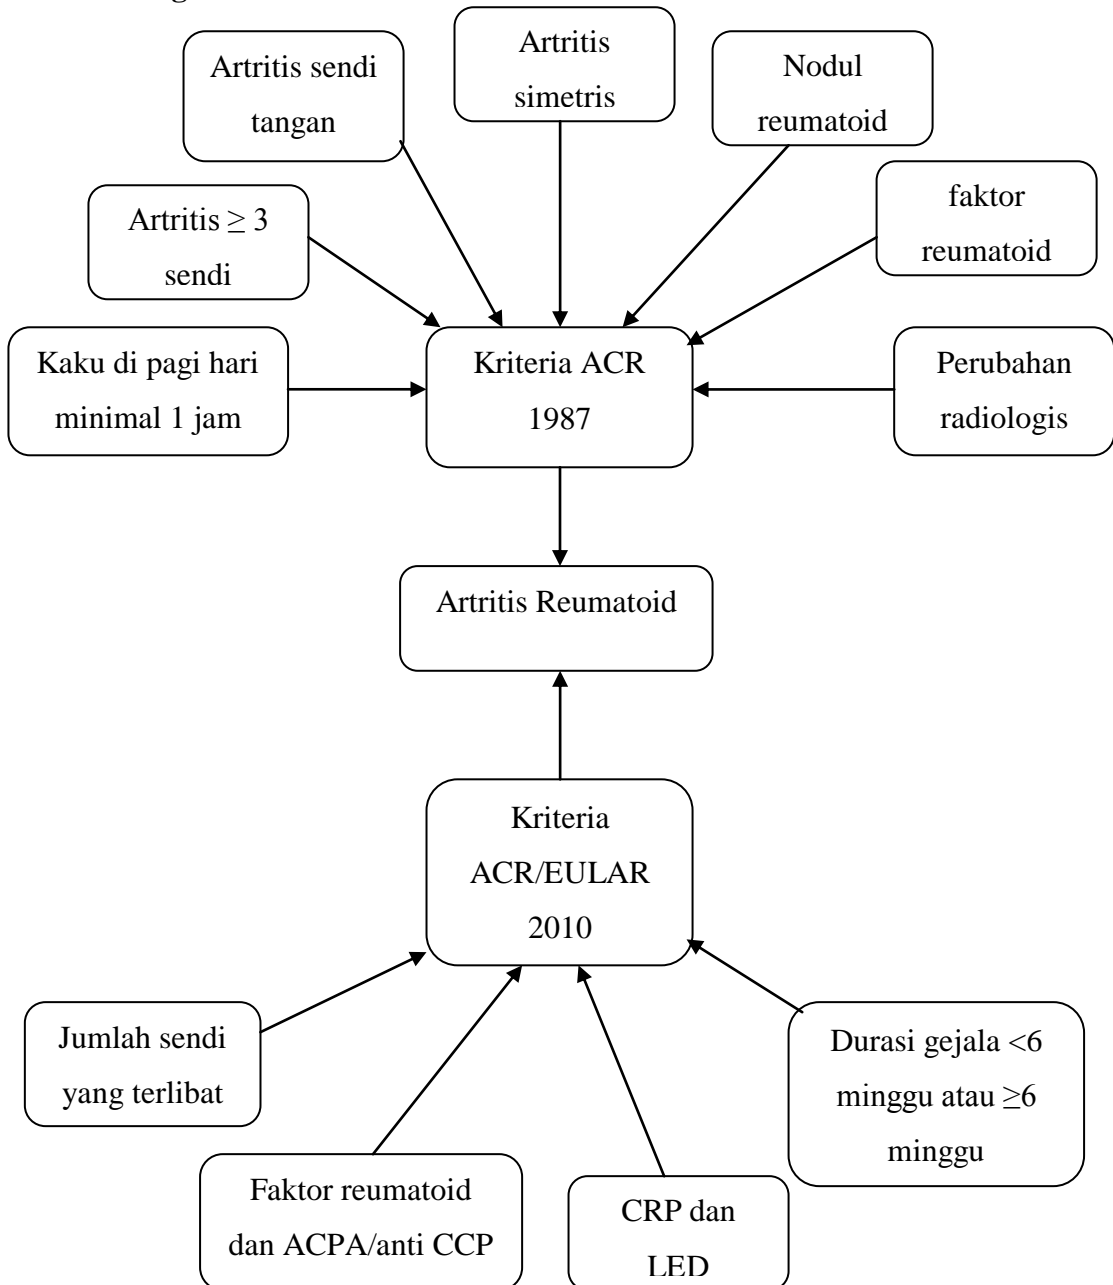 Artritis sendi
tangan
Artritis
simetris
Nodul
reumatoid
Artritis ≥ 3
sendi
faktor
reumatoid
Kaku di pagi hari
minimal 1 jam
Kriteria ACR
1987
Perubahan
radiologis
Artritis Reumatoid
Kriteria
ACR/EULAR
2010
Jumlah sendi
yang terlibat
Faktor reumatoid
dan ACPA/anti CCP
CRP dan
LED
Durasi gejala <6
minggu atau ≥6
minggu